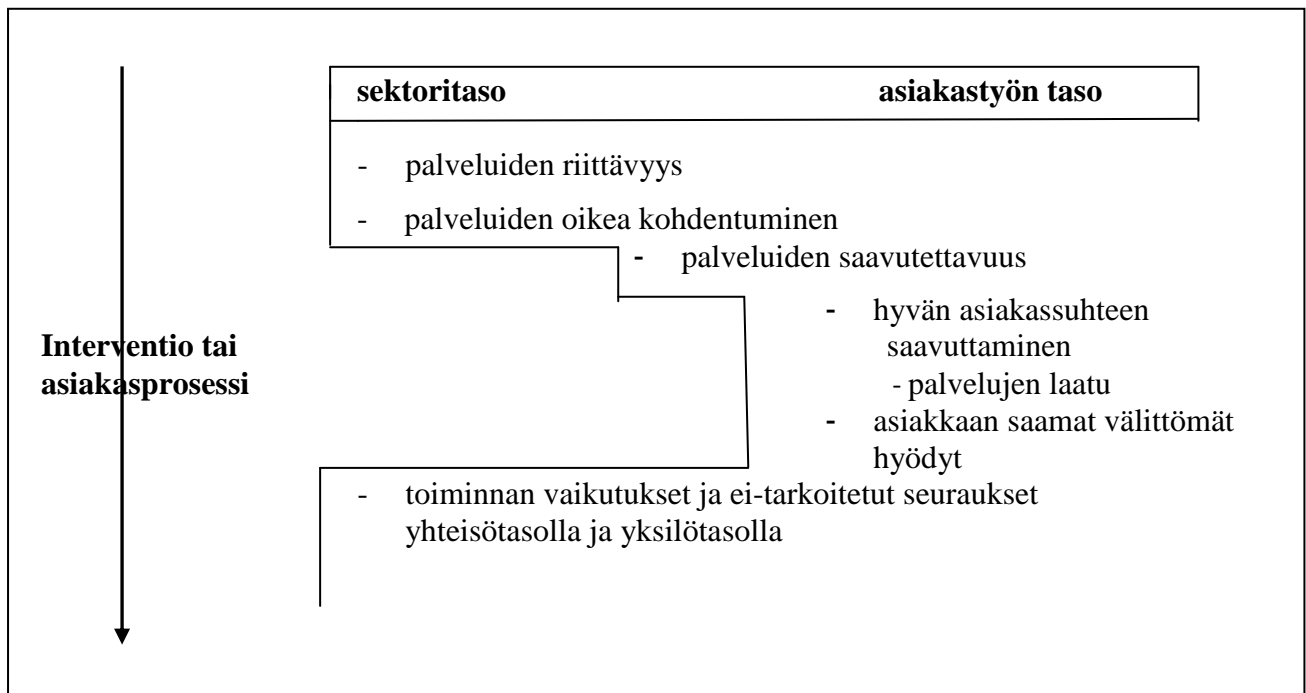 sektoritaso asiakastyön taso
- palveluiden riittävyys
- palveluiden oikea kohdentuminen
- palveluiden saavutettavuus
- hyvän asiakassuhteen
saavuttaminen
- palvelujen laatu
- asiakkaan saamat välittömät
hyödyt
Interventio tai
asiakasprosessi
- toiminnan vaikutukset ja ei-tarkoitetut seuraukset
yhteisötasolla ja yksilötasolla